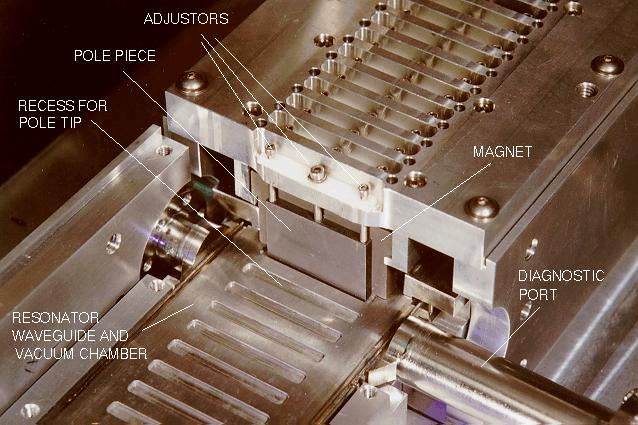 ADJUSTORS
POLE PIECE
RECESS FOR
POLE TIP
MAGNET
DIAGNOSTIC
PORT
RESONATOR
WAVEGUIDE AND
VACUUM CHAMBER